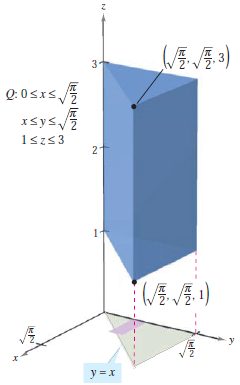 z
(√π/2, √π/2, 3)
3
Q: 0 ≤ x ≤ √π/2
x ≤ y ≤ √π/2
1 ≤ z ≤ 3
2
1
(√π/2, √π/2, 1)
√π/2
x
√π/2
y
y = x